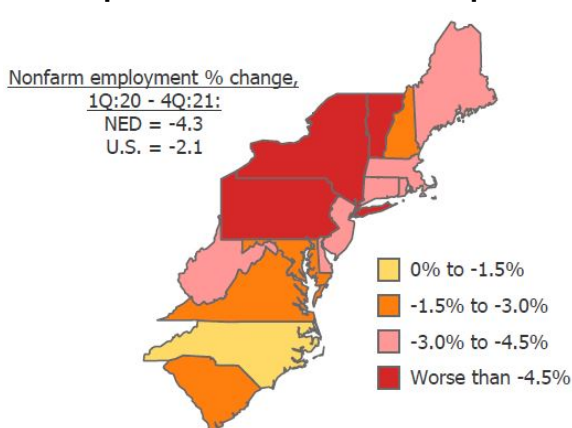 Nonfarm employment % change,
1Q:20 - 4Q:21:
NED = -4.3
U.S. = -2.1
0% to -1.5%
-1.5% to -3.0%
-3.0% to -4.5%
Worse than -4.5%